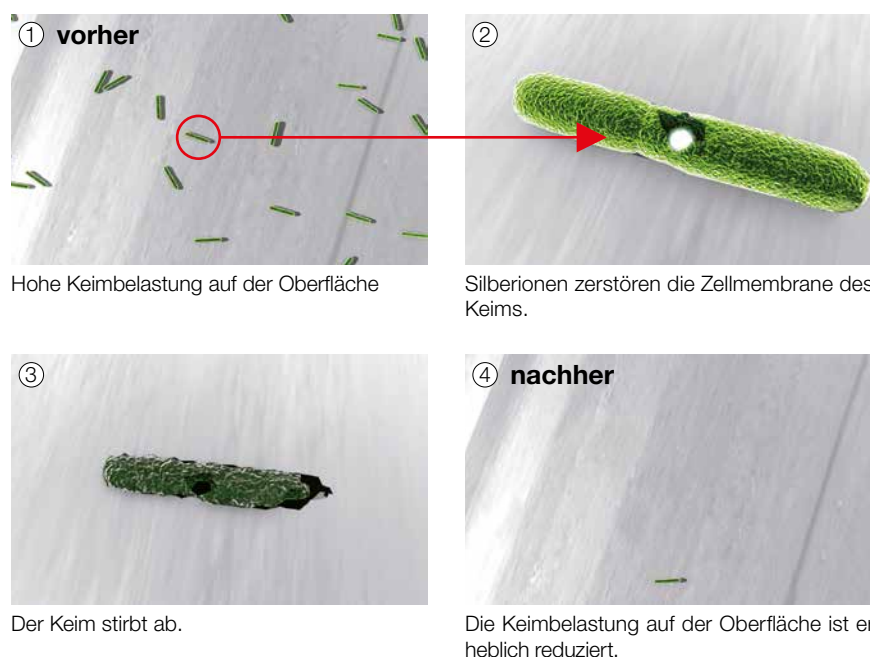 ① vorher
②
Hohe Keimbelastung auf der Oberfläche
Silberionen zerstören die Zellmembrane des
Keims.
③
④ nachher
Der Keim stirbt ab.
Die Keimbelastung auf der Oberfläche ist er
heblich reduziert.